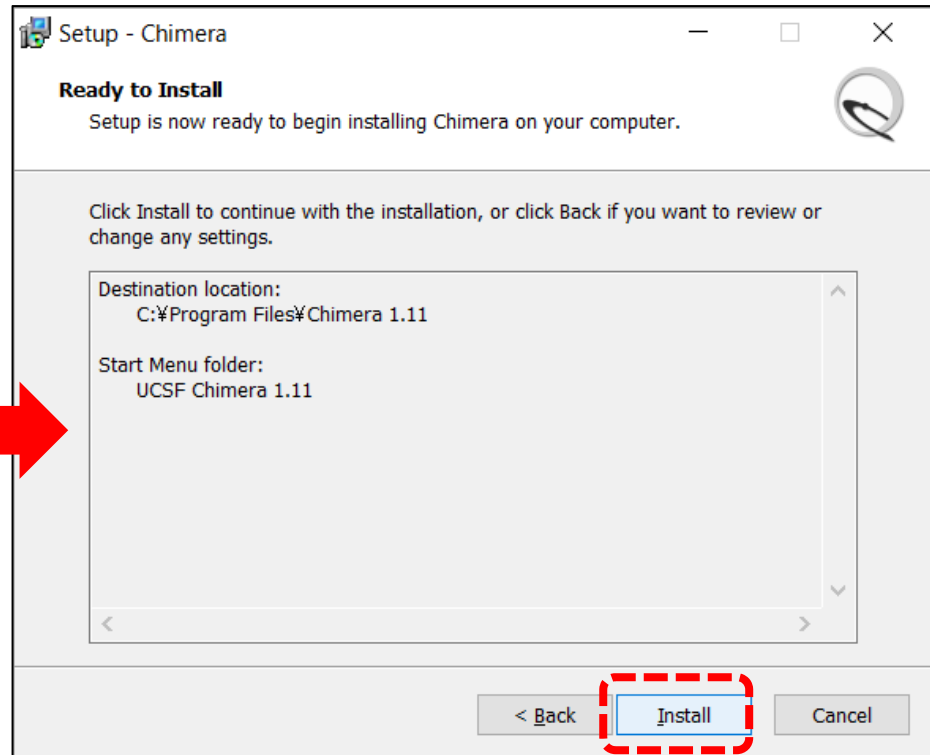 Setup - Chimera
Ready to Install
Setup is now ready to begin installing Chimera on your computer.
Click Install to continue with the installation, or click Back if you want to review or
change any settings.
Destination location:
C:¥Program Files¥Chimera 1.11
Start Menu folder:
UCSF Chimera 1.11
< Back
Install
Cancel